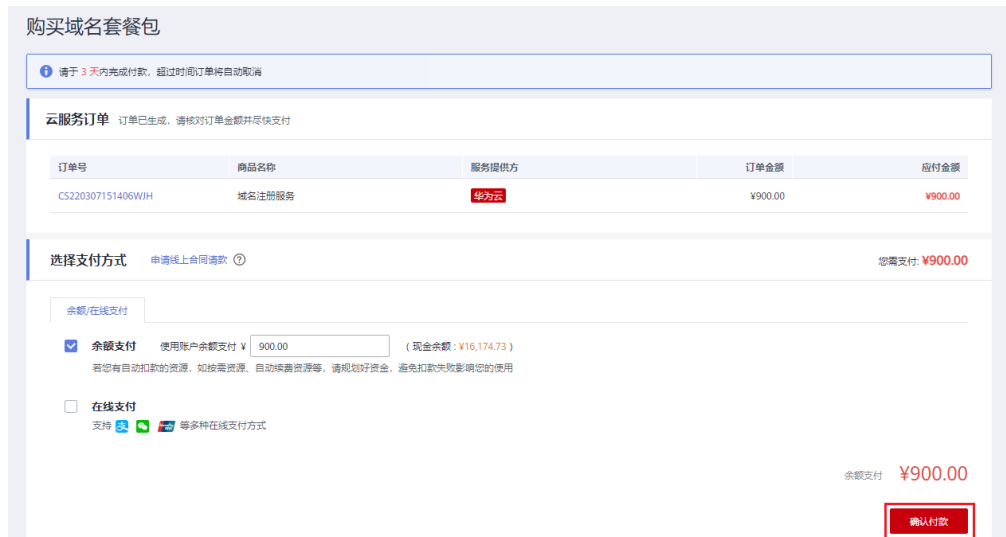 购买域名套餐包
请于 3 天内完成付款，超过时间订单将自动取消
云服务订单 订单已生成，请核对订单金额并尽快支付
订单号 商品名称 服务提供方 订单金额 应付金额
CS220307151406WJH 域名注册服务 华为云 ¥900.00 ¥900.00
选择支付方式 申请线上合同请款 ? 您需支付: ¥900.00
余额/在线支付
余额支付 使用账户余额支付 ¥ 900.00 ( 现金余额 : ¥16,174.73 )
若您有自动扣款的资源，如按需资源、自动续费资源等，请规划好资金，避免扣款失败影响您的使用
在线支付
支持 支 等多种在线支付方式
余额支付 ¥900.00
确认付款